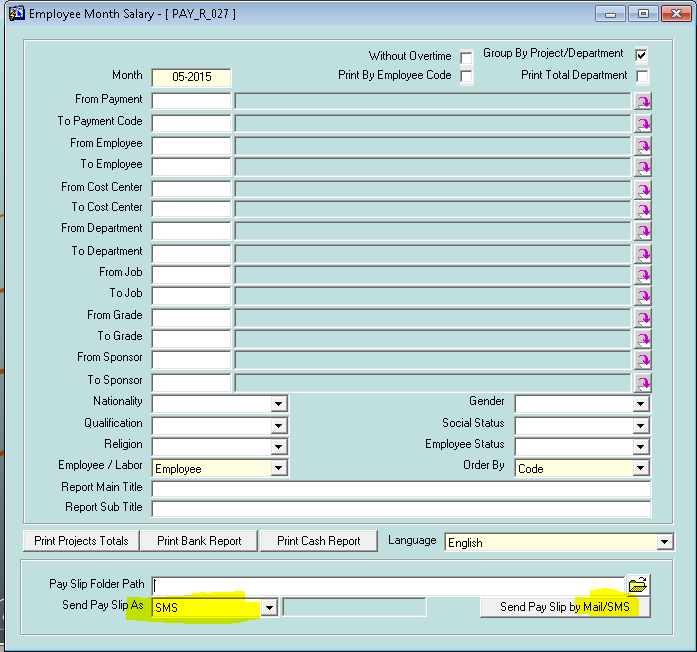 Employee Month Salary - [ PAY_R_027 ]
Without Overtime Group By Project/Department
Month 05-2015 Print By Employee Code Print Total Department
From Payment
To Payment Code
From Employee
To Employee
From Cost Center
To Cost Center
From Department
To Department
From Job
To Job
From Grade
To Grade
From Sponsor
To Sponsor
Nationality Gender
Qualification Social Status
Religion Employee Status
Employee / Labor Employee Order By Code
Report Main Title
Report Sub Title
Print Projects Totals Print Bank Report Print Cash Report Language English
Pay Slip Folder Path
Send Pay Slip As SMS Send Pay Slip by Mail/SMS